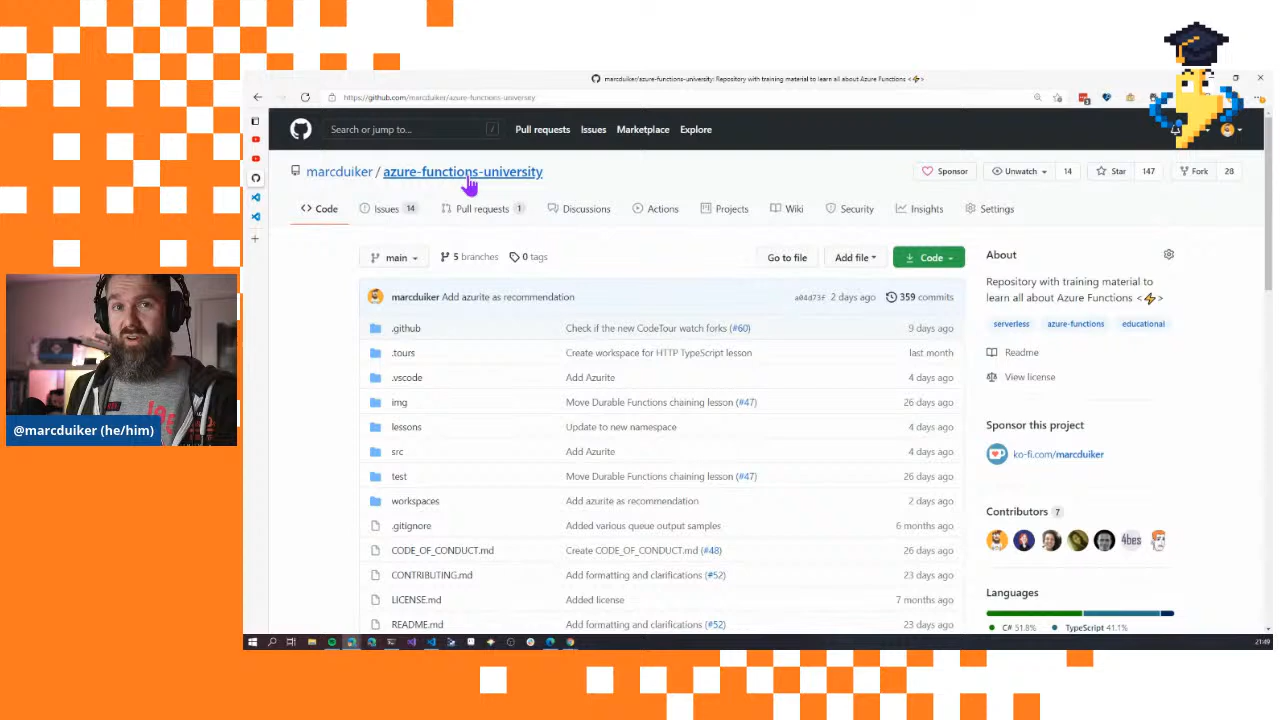 marcduiker/azure-functions-university: Repository with training material to learn all about Azure Functions <⚡>
https://github.com/marcduiker/azure-functions-university
Search or jump to... /
Pull requests Issues Marketplace Explore
marcduiker / azure-functions-university
Sponsor Unwatch 14 Star 147 Fork 28
Code Issues 14 Pull requests 1 Discussions Actions Projects Wiki Security Insights Settings
main 5 branches 0 tags Go to file Add file Code
marcduiker Add azurite as recommendation a04d73f 2 days ago 359 commits
.github Check if the new CodeTour watch forks (#60) 9 days ago
.tours Create workspace for HTTP TypeScript lesson last month
.vscode Add Azurite 4 days ago
img Move Durable Functions chaining lesson (#47) 26 days ago
lessons Update to new namespace 4 days ago
src Add Azurite 4 days ago
test Move Durable Functions chaining lesson (#47) 26 days ago
workspaces Add azurite as recommendation 2 days ago
.gitignore Added various queue output samples 6 months ago
CODE_OF_CONDUCT.md Create CODE_OF_CONDUCT.md (#48) 26 days ago
CONTRIBUTING.md Add formatting and clarifications (#52) 23 days ago
LICENSE.md Added license 7 months ago
README.md Add formatting and clarifications (#52) 23 days ago
About
Repository with training material to
learn all about Azure Functions <⚡>
serverless azure-functions educational
Readme
View license
Sponsor this project
ko-fi.com/marcduiker
Contributors 7
4bes
Languages
C# 51.8% TypeScript 41.1%
@marcduiker (he/him)
21:49